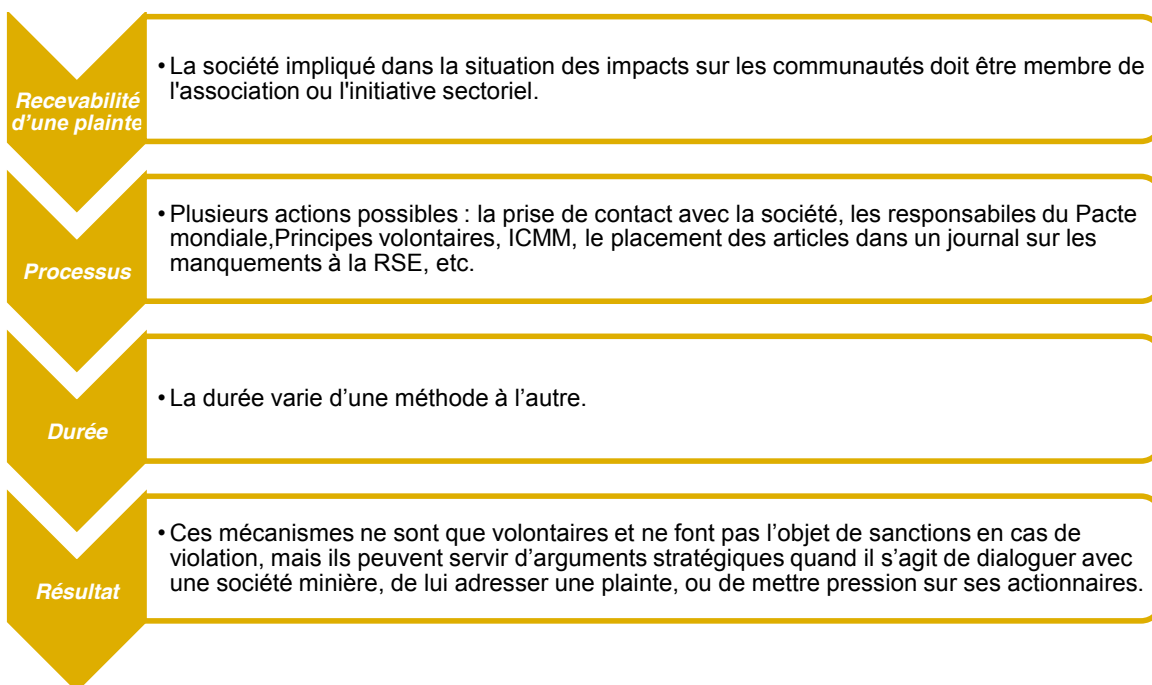 Recevabilité
d'une plainte
• La société impliqué dans la situation des impacts sur les communautés doit être membre de
l'association ou l'initiative sectoriel.
Processus
• Plusieurs actions possibles : la prise de contact avec la société, les responsabiles du Pacte
mondiale,Principes volontaires, ICMM, le placement des articles dans un journal sur les
manquements à la RSE, etc.
Durée
• La durée varie d’une méthode à l’autre.
Résultat
• Ces mécanismes ne sont que volontaires et ne font pas l’objet de sanctions en cas de
violation, mais ils peuvent servir d’arguments stratégiques quand il s’agit de dialoguer avec
une société minière, de lui adresser une plainte, ou de mettre pression sur ses actionnaires.